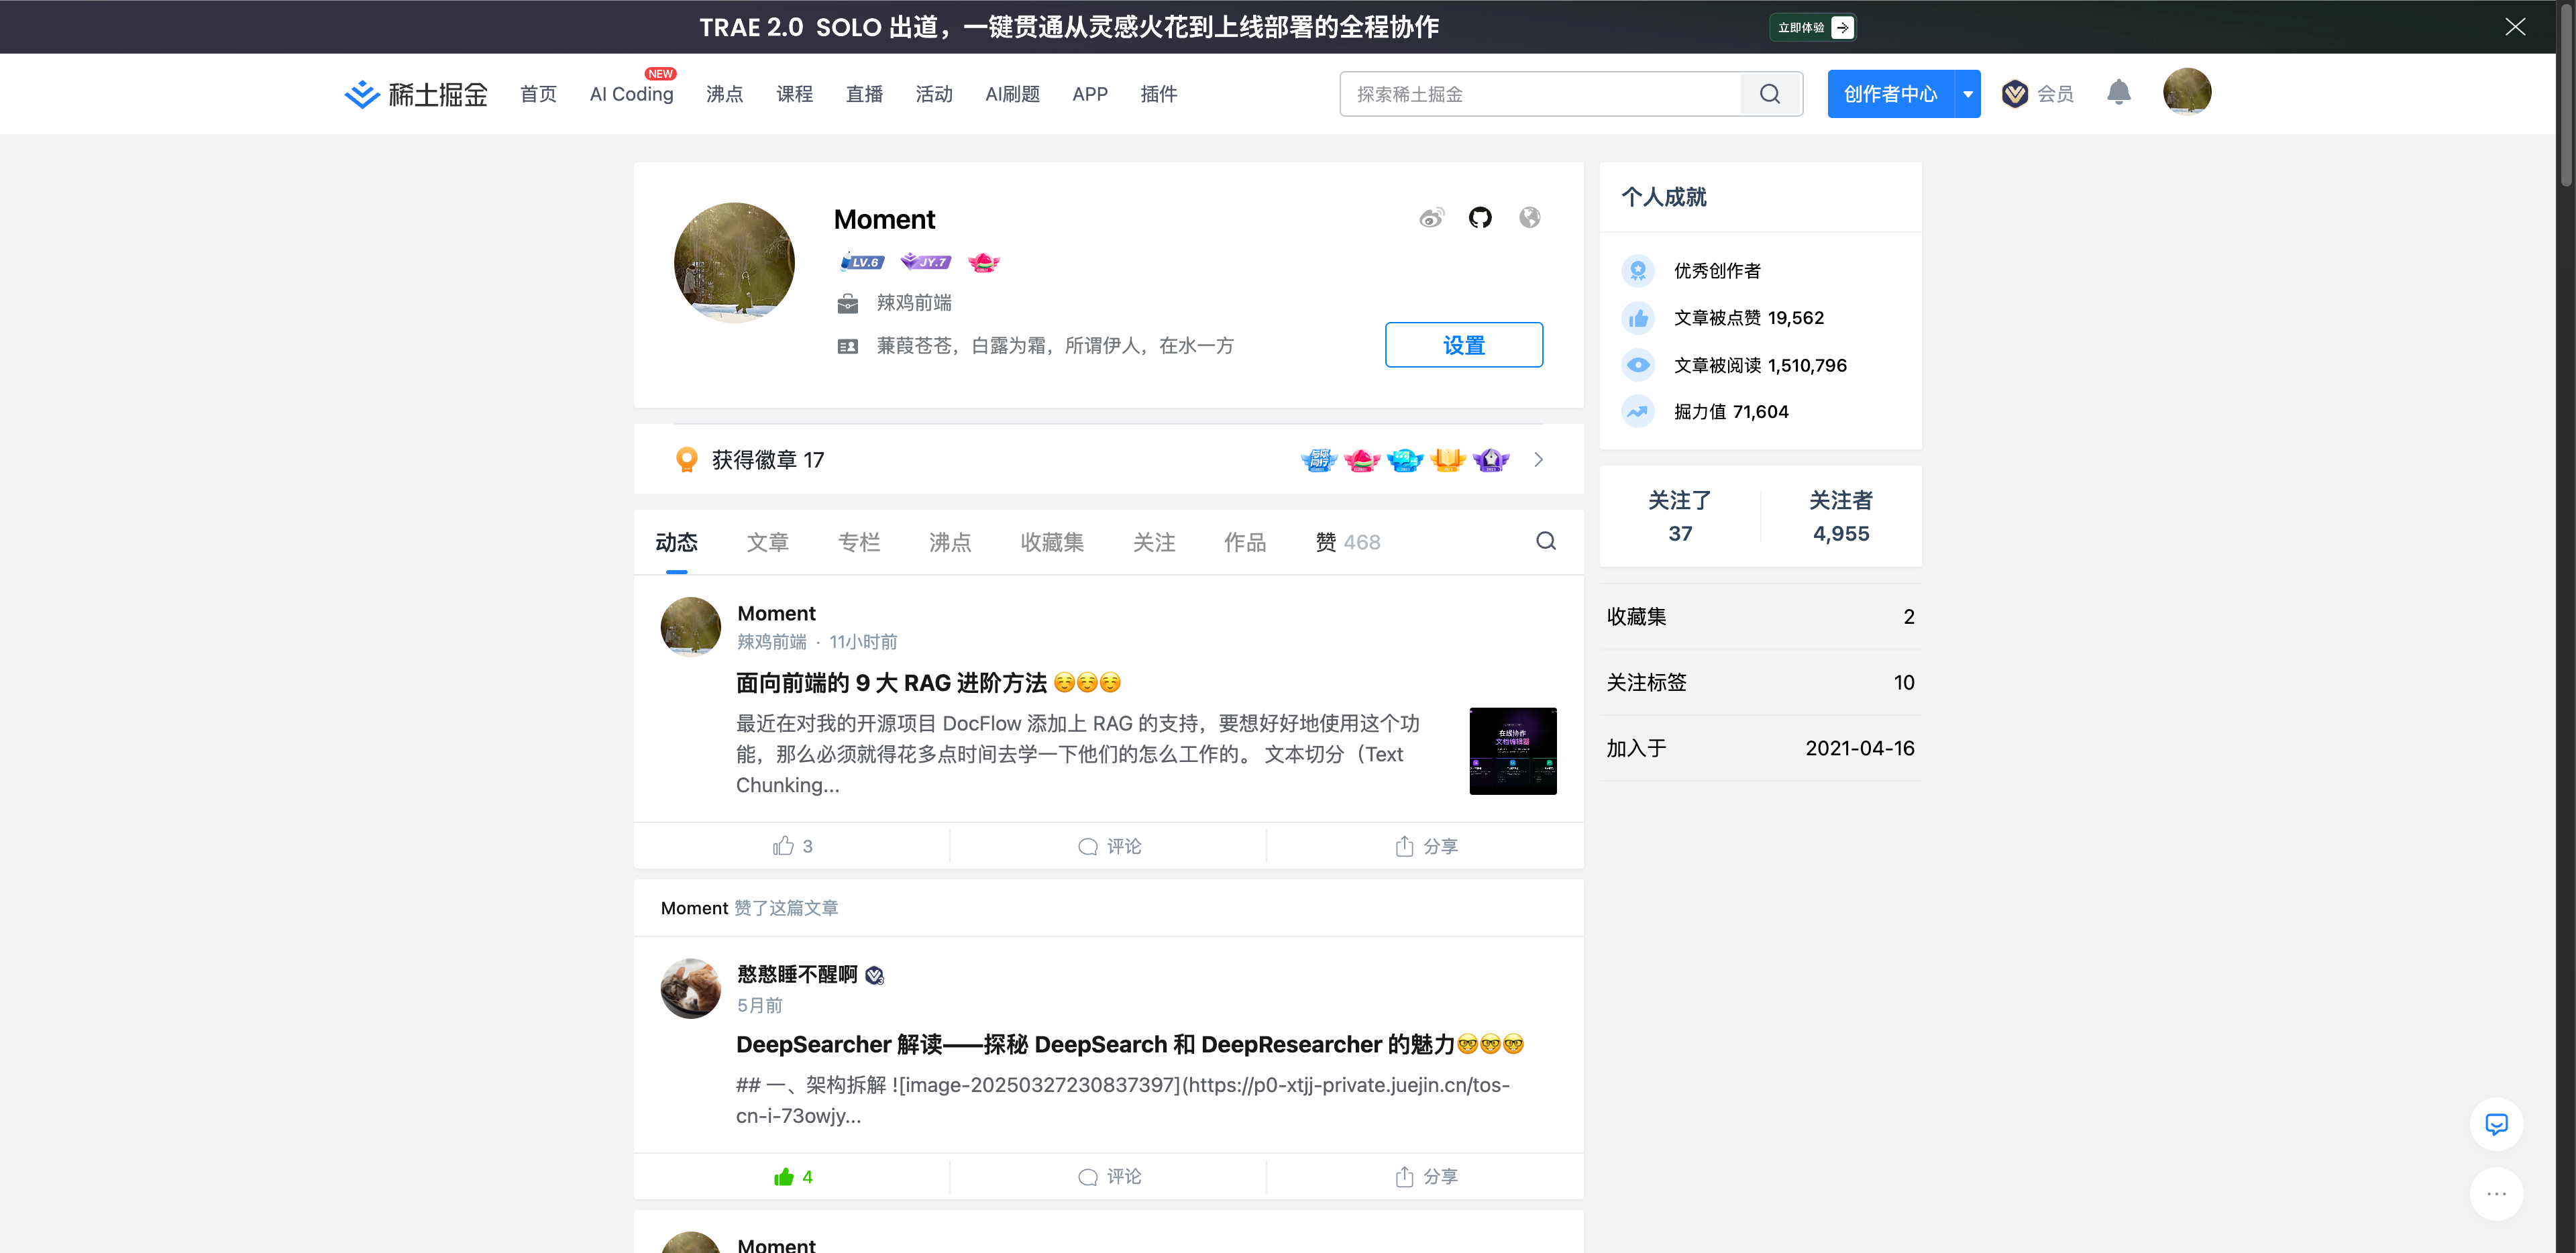 TRAE 2.0 SOLO 出道，一键贯通从灵感火花到上线部署的全程协作
立即体验
稀土掘金
首页
AI Coding
NEW
沸点
课程
直播
活动
AI刷题
APP
插件
探索稀土掘金
创作者中心
会员
Moment
LV.6
JY.7
辣鸡前端
蒹葭苍苍，白露为霜，所谓伊人，在水一方
设置
获得徽章 17
动态
文章
专栏
沸点
收藏集
关注
作品
赞 468
Moment
辣鸡前端 · 11小时前
面向前端的 9 大 RAG 进阶方法 ☺️☺️☺️
最近在对我的开源项目 DocFlow 添加上 RAG 的支持，要想好好地使用这个功
能，那么必须就得花多点时间去学一下他们的怎么工作的。 文本切分（Text
Chunking...
在线协作
文档编辑器
3
评论
分享
Moment 赞了这篇文章
憨憨睡不醒啊
5月前
DeepSearcher 解读——探秘 DeepSearch 和 DeepResearcher 的魅力🤓🤓🤓
## 一、架构拆解 ![image-20250327230837397](https://p0-xtjj-private.juejin.cn/tos-
cn-i-73owjy...
4
评论
分享
Moment
个人成就
优秀创作者
文章被点赞 19,562
文章被阅读 1,510,796
掘力值 71,604
关注了
37
关注者
4,955
收藏集 2
关注标签 10
加入于 2021-04-16